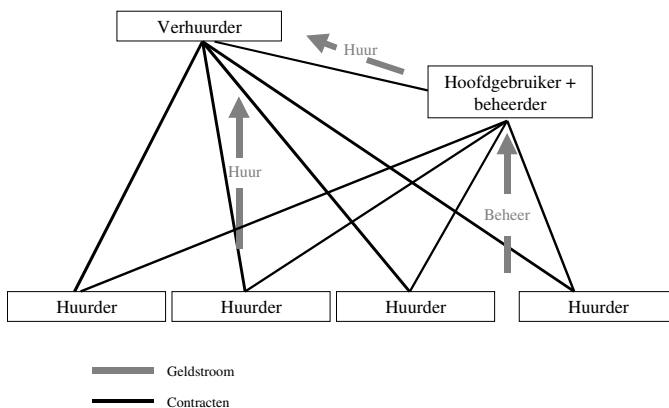 Verhuurder
Huur
Hoofdgebruiker +
beheerder
Huur
Beheer
Huurder
Huurder
Huurder
Huurder
Geldstroom
Contracten